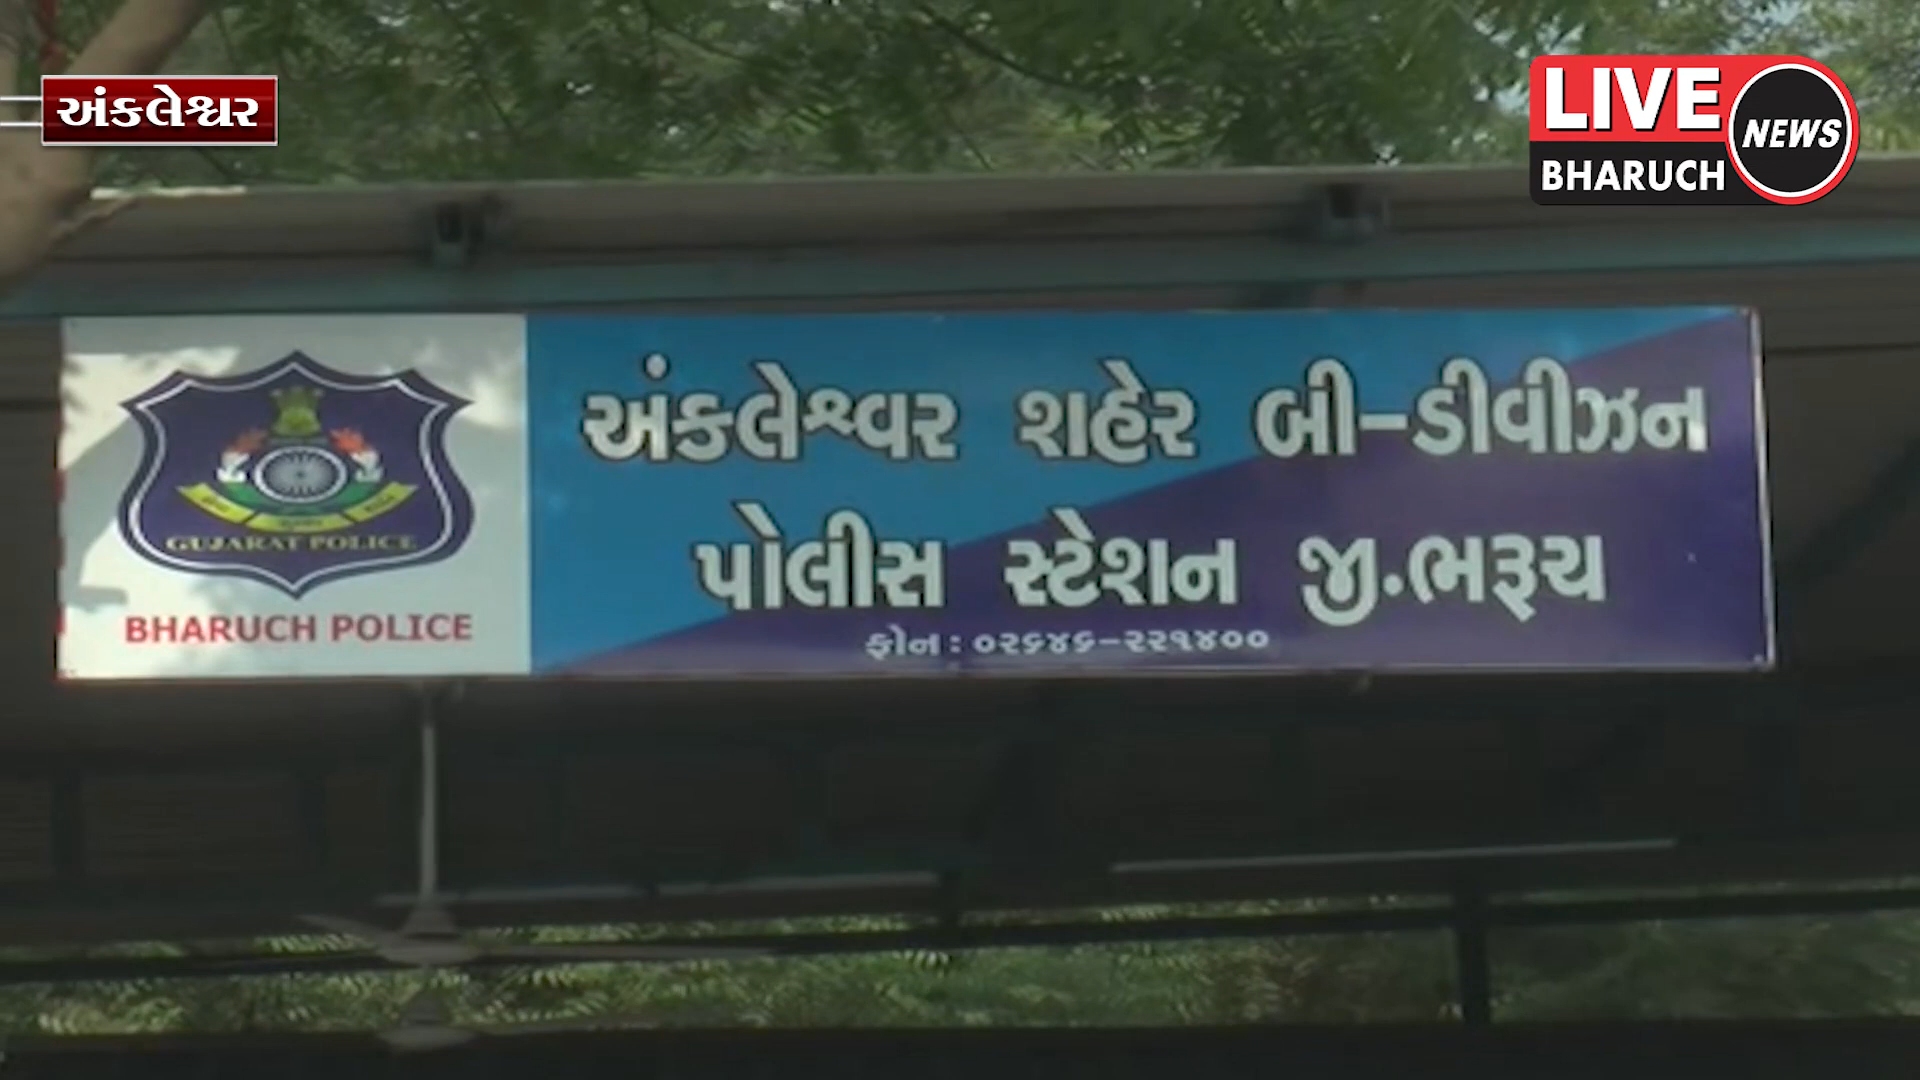 અંકલેશ્વર
LIVE
NEWS
BHARUCH
અંકલેશ્વર શહેર બી-ડીવીઝન
પોલીસ સ્ટેશન જી.ભરૂચ
ફોન : ૦૨૬૪૬-૨૨૧૪૦૦
GUJARAT POLICE
BHARUCH POLICE